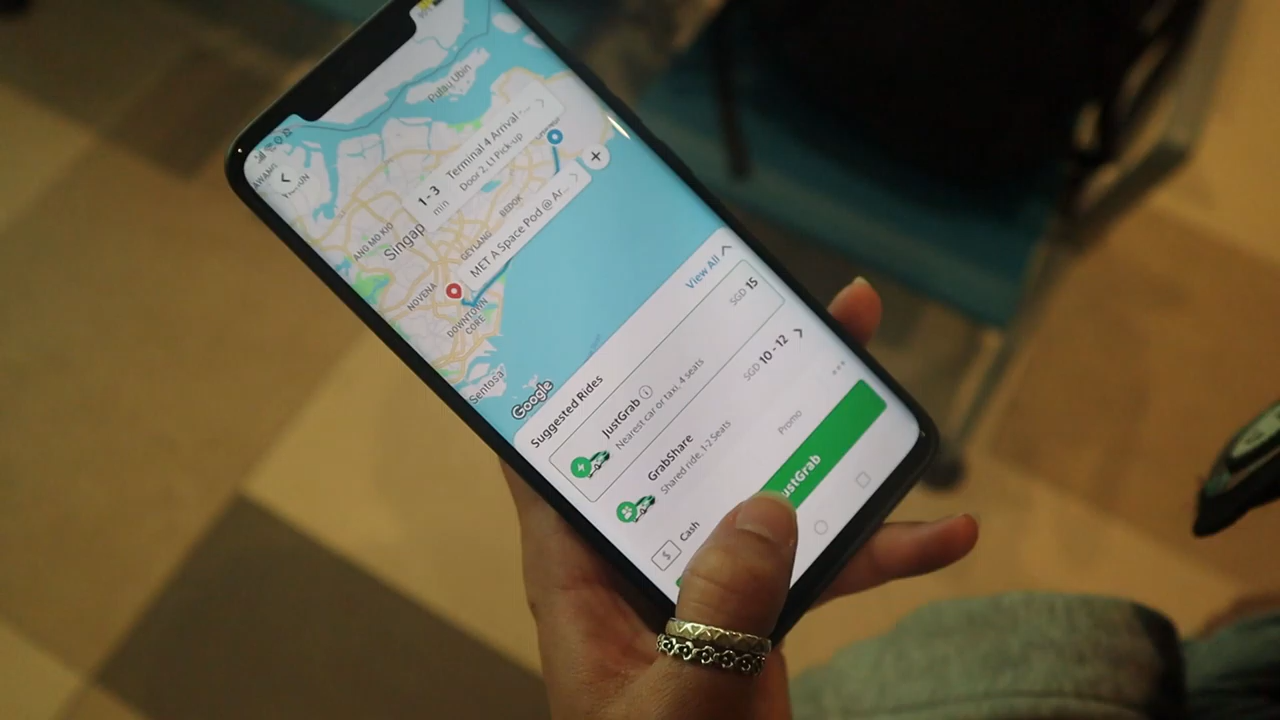 Pulau Ubin
Terminal 4 Arrival -...
Door 2, L1 Pick-up
1 - 3
min
ANG MO KIO
Singap
BEDOK
GEYLANG
MET A Space Pod @ Ar...
NOVENA
DOWNTOWN
CORE
Sentosa
Google
View All
Suggested Rides
JustGrab
SGD 15
Nearest car or taxi, 4 seats
GrabShare
SGD 10 - 12
Shared ride, 1-2 Seats
Cash
Promo
ustGrab